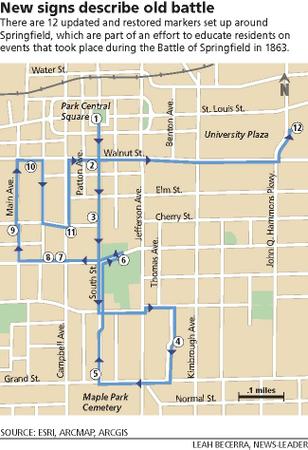 New signs describe old battle
There are 12 updated and restored markers set up around
Springfield, which are part of an effort to educate residents on
events that took place during the Battle of Springfield in 1863.
Water St.
N
Park Central
Square
1
Benton Ave.
St. Louis St.
University Plaza
12
Walnut St.
10
2
Main Ave.
Patton Ave.
Elm St.
Jefferson Ave.
John Q. Hammons Pkwy.
3
Cherry St.
9
11
Thomas Ave.
8
7
6
South St.
Campbell Ave.
4
Kimbrough Ave.
Grand St.
5
.1 miles
Maple Park
Cemetery
Normal St.
SOURCE: ESRI, ARCMAP, ARCGIS
LEAH BECERRA, NEWS-LEADER